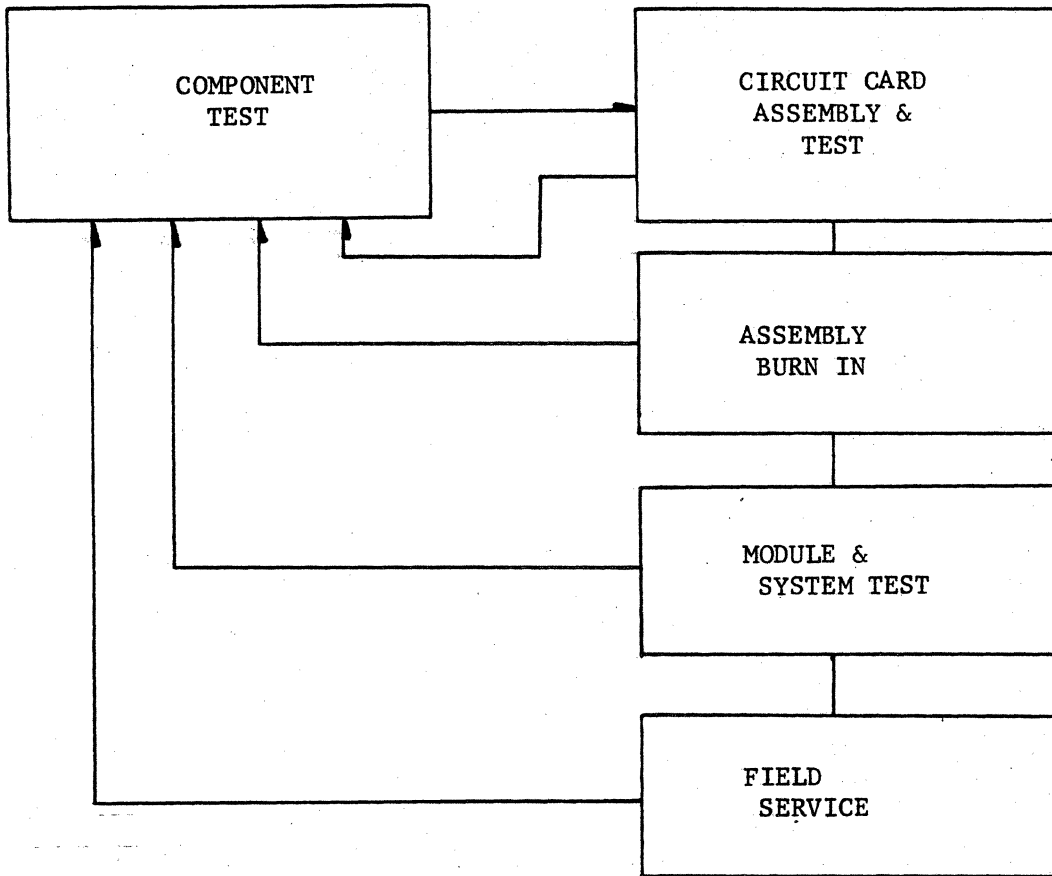 COMPONENT
TEST
CIRCUIT CARD
ASSEMBLY &
TEST
ASSEMBLY
BURN IN
MODULE &
SYSTEM TEST
FIELD
SERVICE